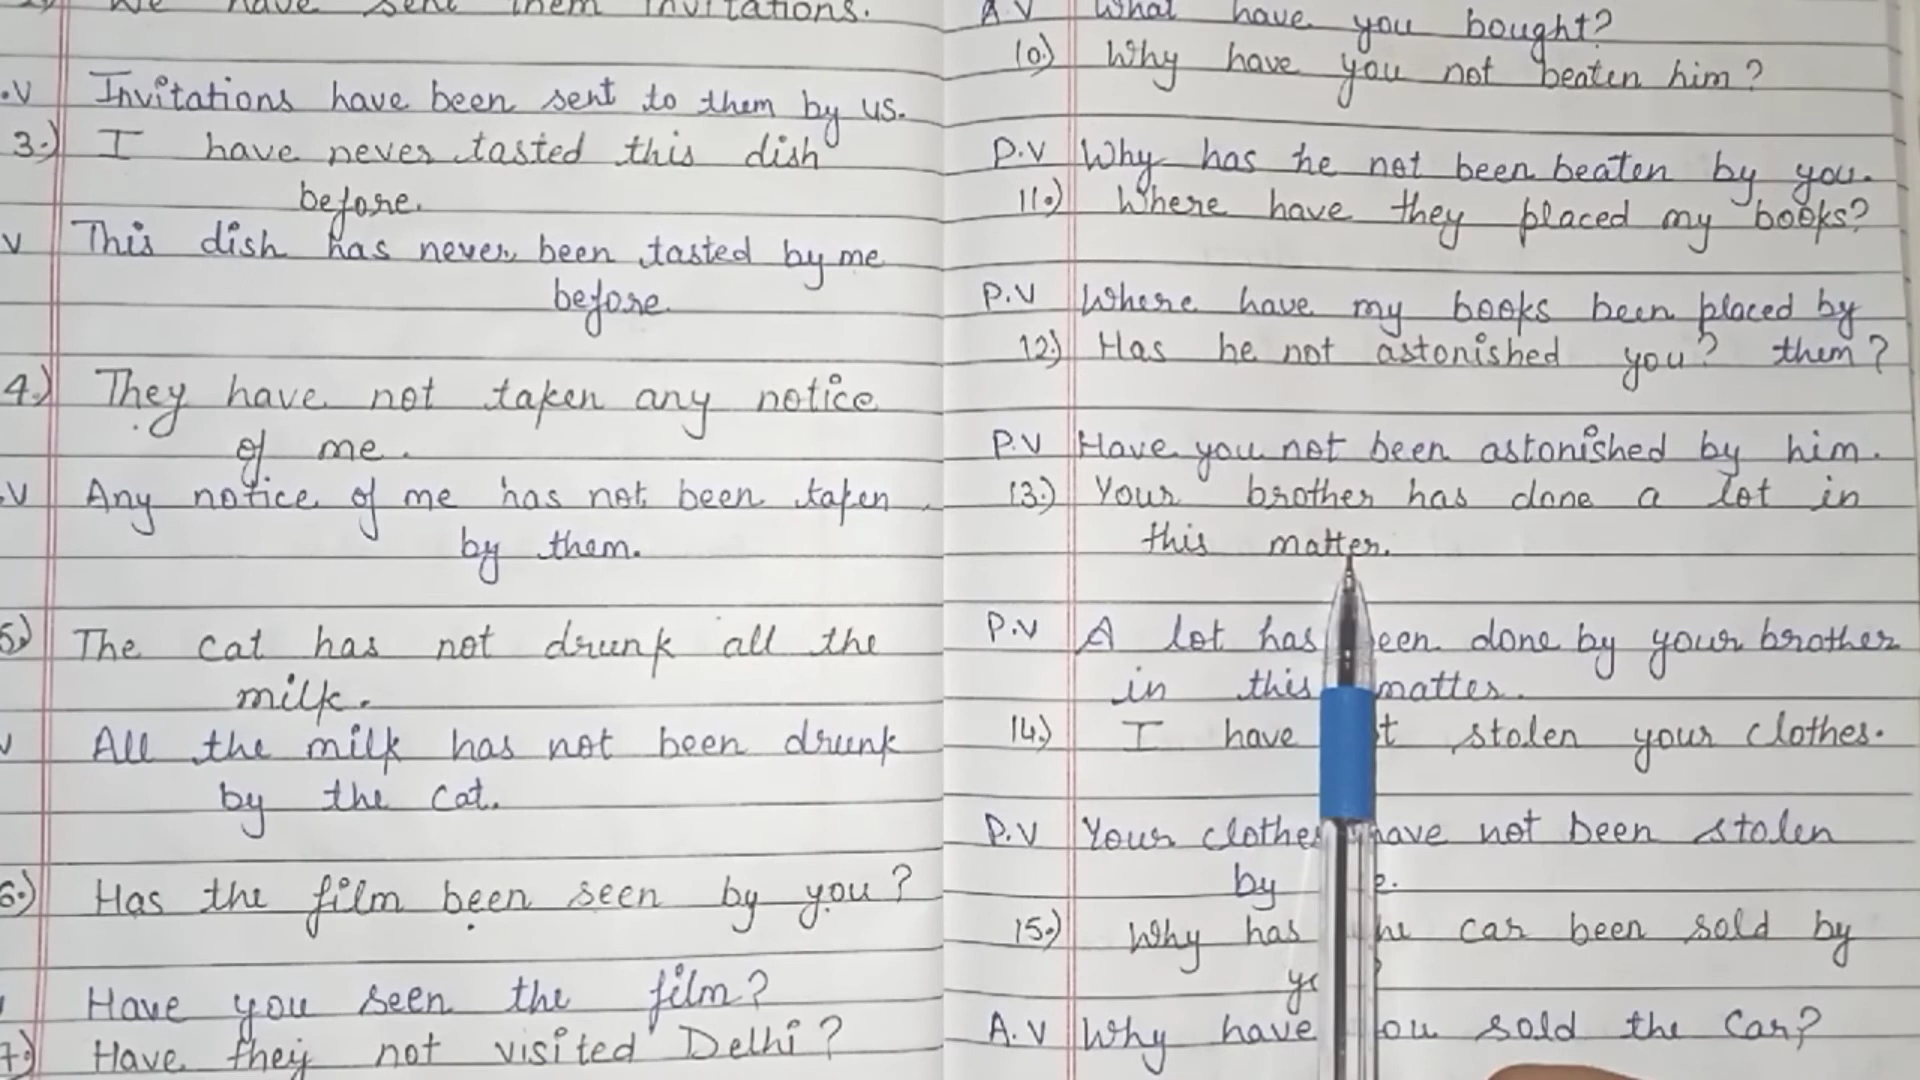 We have sent them invitations.
.V Invitations have been sent to them by us.
3.) I have never tasted this dish
before.
V This dish has never been tasted by me
before.
4.) They have not taken any notice
of me.
.V Any notice of me has not been taken
by them.
5.) The cat has not drunk all the
milk.
All the milk has not been drunk
by the cat.
6.) Has the film been seen by you?
Have you seen the film?
7.) Have they not visited Delhi?
A.V What have you bought?
10.) Why have you not beaten him?
P.V Why has he not been beaten by you.
11.) Where have they placed my books?
P.V Where have my books been placed by
12.) Has he not astonished you? them?
P.V Have you not been astonished by him.
13.) Your brother has done a lot in
this matter.
P.V A lot has een done by your brother
in this matter.
14.) I have t stolen your clothes.
P.V Your clothes have not been stolen
by
15.) Why has he car been sold by
A.V Why have ou sold the car?